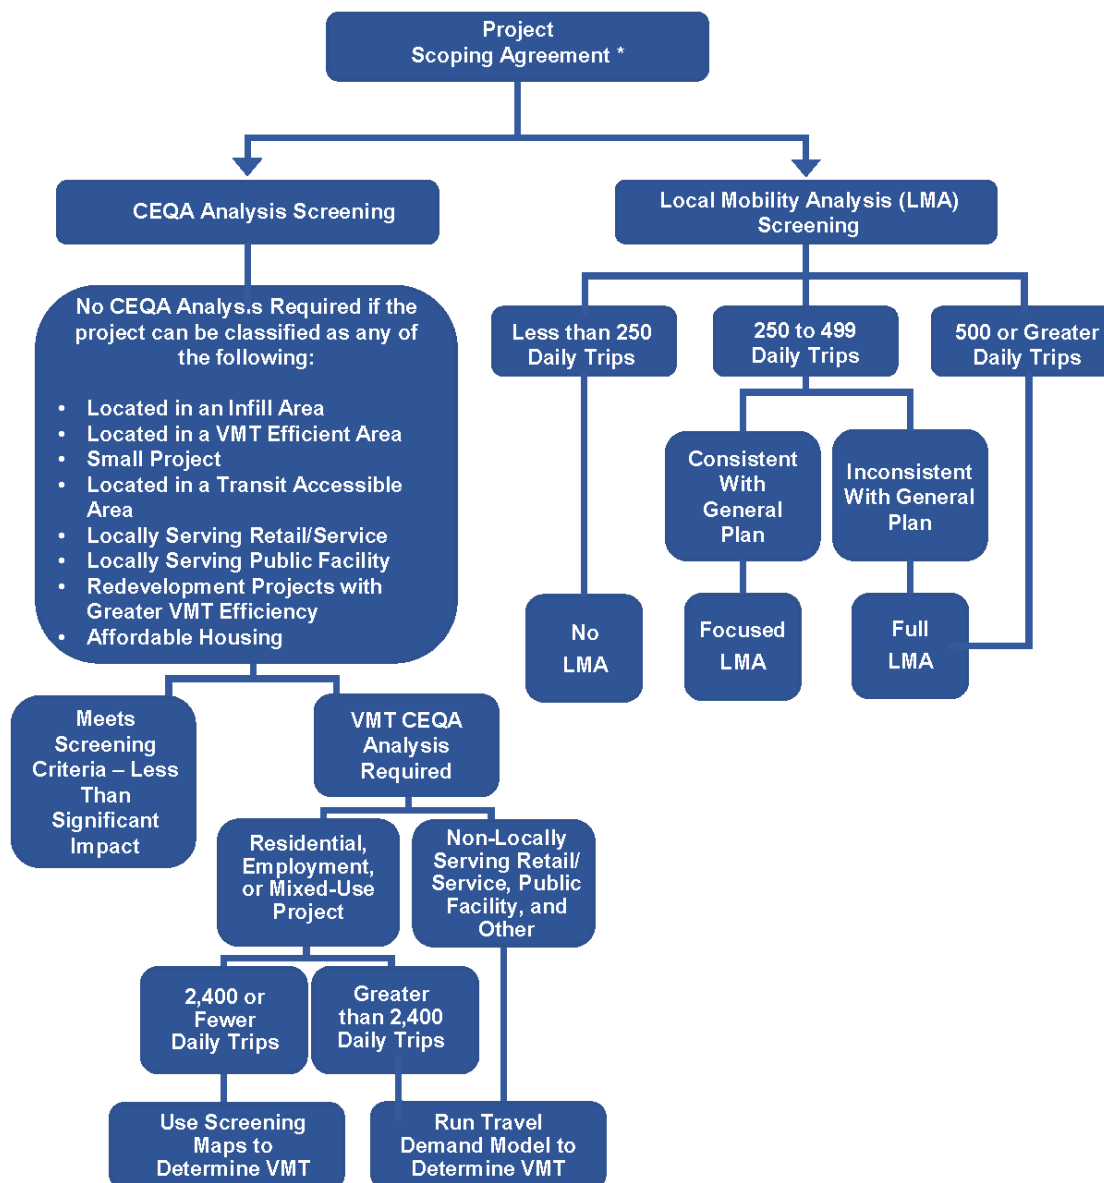 Project
Scoping Agreement *
CEQA Analysis Screening
Local Mobility Analysis (LMA)
Screening
No CEQA Analysis Required if the
project can be classified as any of
the following:
• Located in an Infill Area
• Located in a VMT Efficient Area
• Small Project
• Located in a Transit Accessible
Area
• Locally Serving Retail/Service
• Locally Serving Public Facility
• Redevelopment Projects with
Greater VMT Efficiency
• Affordable Housing
Less than 250
Daily Trips
250 to 499
Daily Trips
500 or Greater
Daily Trips
Consistent
With
General
Plan
Inconsistent
With General
Plan
No
LMA
Focused
LMA
Full
LMA
Meets
Screening
Criteria – Less
Than
Significant
Impact
VMT CEQA
Analysis
Required
Residential,
Employment,
or Mixed-Use
Project
Non-Locally
Serving Retail/
Service, Public
Facility, and
Other
2,400 or
Fewer
Daily Trips
Greater
than 2,400
Daily Trips
Use Screening
Maps to
Determine VMT
Run Travel
Demand Model to
Determine VMT